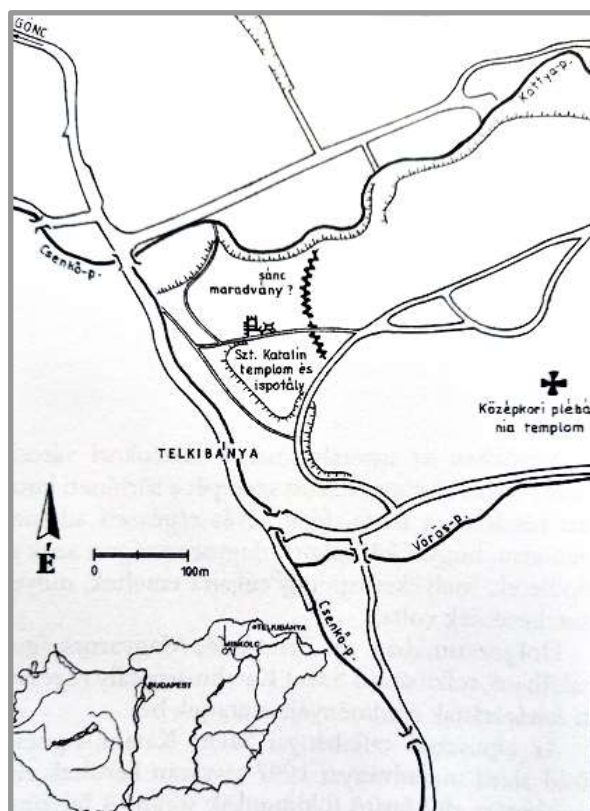 GÖNC
Kattya-p.
Csenkő-p.
sánc
maradvány ?
Szt. Katalin
templom és
ispotály
Középkori plébá-
nia templom
TELKIBÁNYA
Vörös-p.
É
0 100m
Csenkő-p.
TELKIBÁNYA
MISKOLC
BUDAPEST